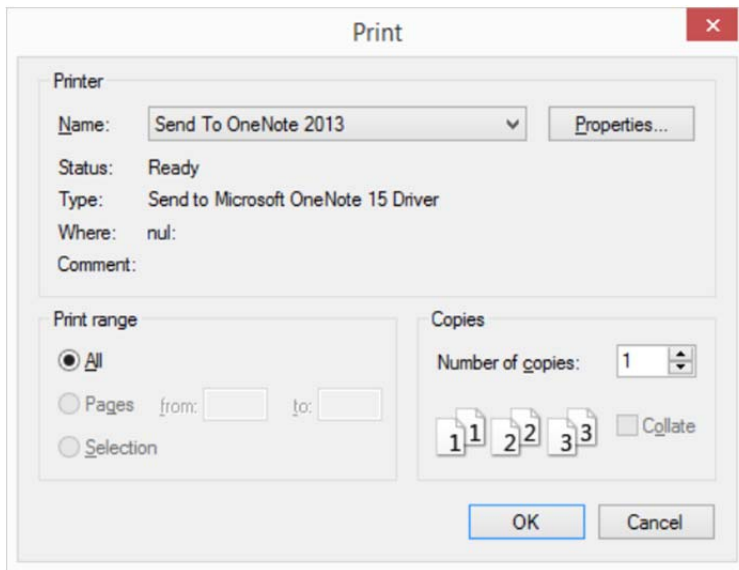 Print
Printer
Name: Send To OneNote 2013 Properties...
Status: Ready
Type: Send to Microsoft OneNote 15 Driver
Where: nul:
Comment:
Print range
All
Pages from: to:
Selection
Copies
Number of copies: 1
1 1 2 2 3 3 Collate
OK Cancel